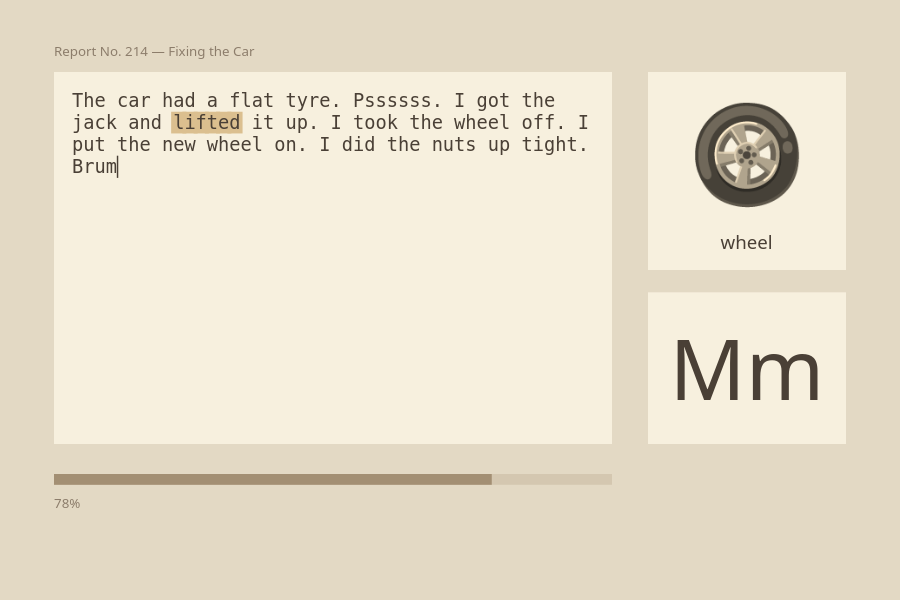 Report No. 214 — Fixing the Car
The car had a flat tyre. Pssssss. I got the
jack and lifted it up. I took the wheel off. I
put the new wheel on. I did the nuts up tight.
Brum
wheel
Mm
78%